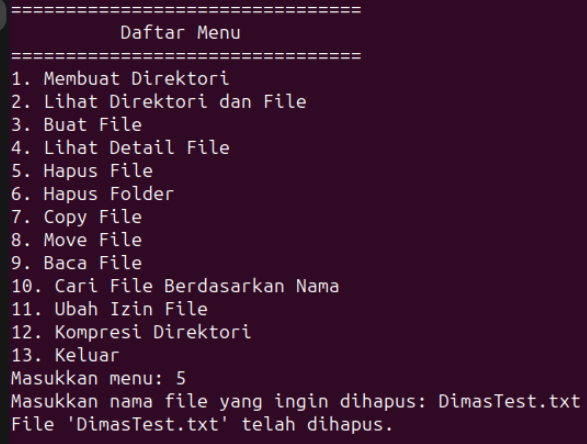 ================================
Daftar Menu
================================
1. Membuat Direktori
2. Lihat Direktori dan File
3. Buat File
4. Lihat Detail File
5. Hapus File
6. Hapus Folder
7. Copy File
8. Move File
9. Baca File
10. Cari File Berdasarkan Nama
11. Ubah Izin File
12. Kompresi Direktori
13. Keluar
Masukkan menu: 5
Masukkan nama file yang ingin dihapus: DimasTest.txt
File 'DimasTest.txt' telah dihapus.